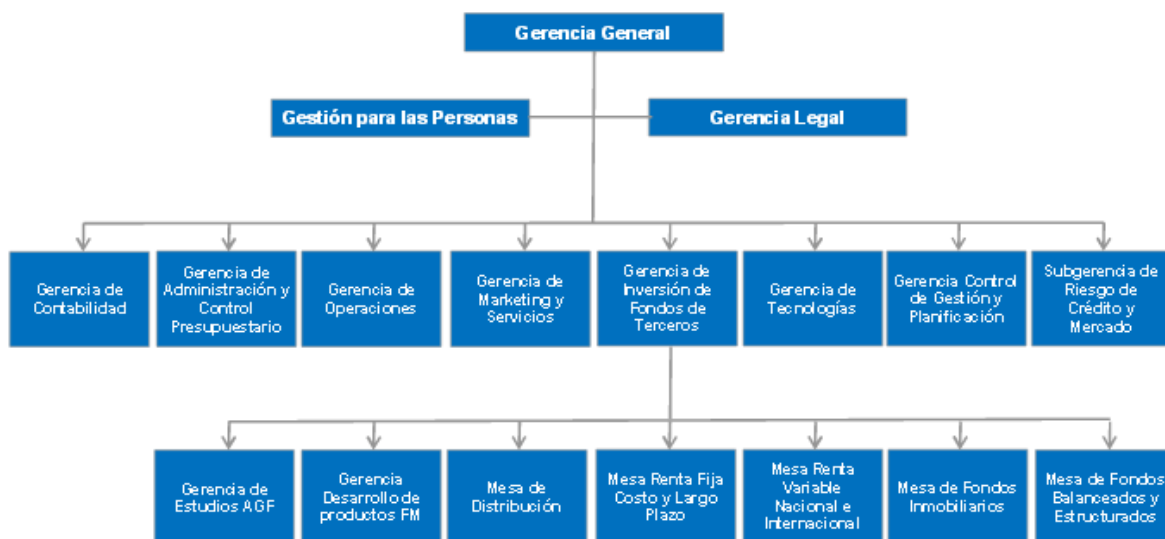 Gerencia General
Gestión para las Personas
Gerencia Legal
Gerencia de
Contabilidad
Gerencia de
Administración y
Control
Presupuestario
Gerencia de
Operaciones
Gerencia de
Marketing y
Servicios
Gerencia de
Inversión de
Fondos de
Terceros
Gerencia de
Tecnologías
Gerencia Control
de Gestión y
Planificación
Subgerencia de
Riesgo de
Crédito y
Mercado
Gerencia de
Estudios AGF
Gerencia
Desarrollo de
productos FM
Mesa de
Distribución
Mesa Renta Fija
Costo y Largo
Plazo
Mesa Renta
Variable
Nacional e
Internacional
Mesa de Fondos
Inmobiliarios
Mesa de Fondos
Balanceados y
Estructurados